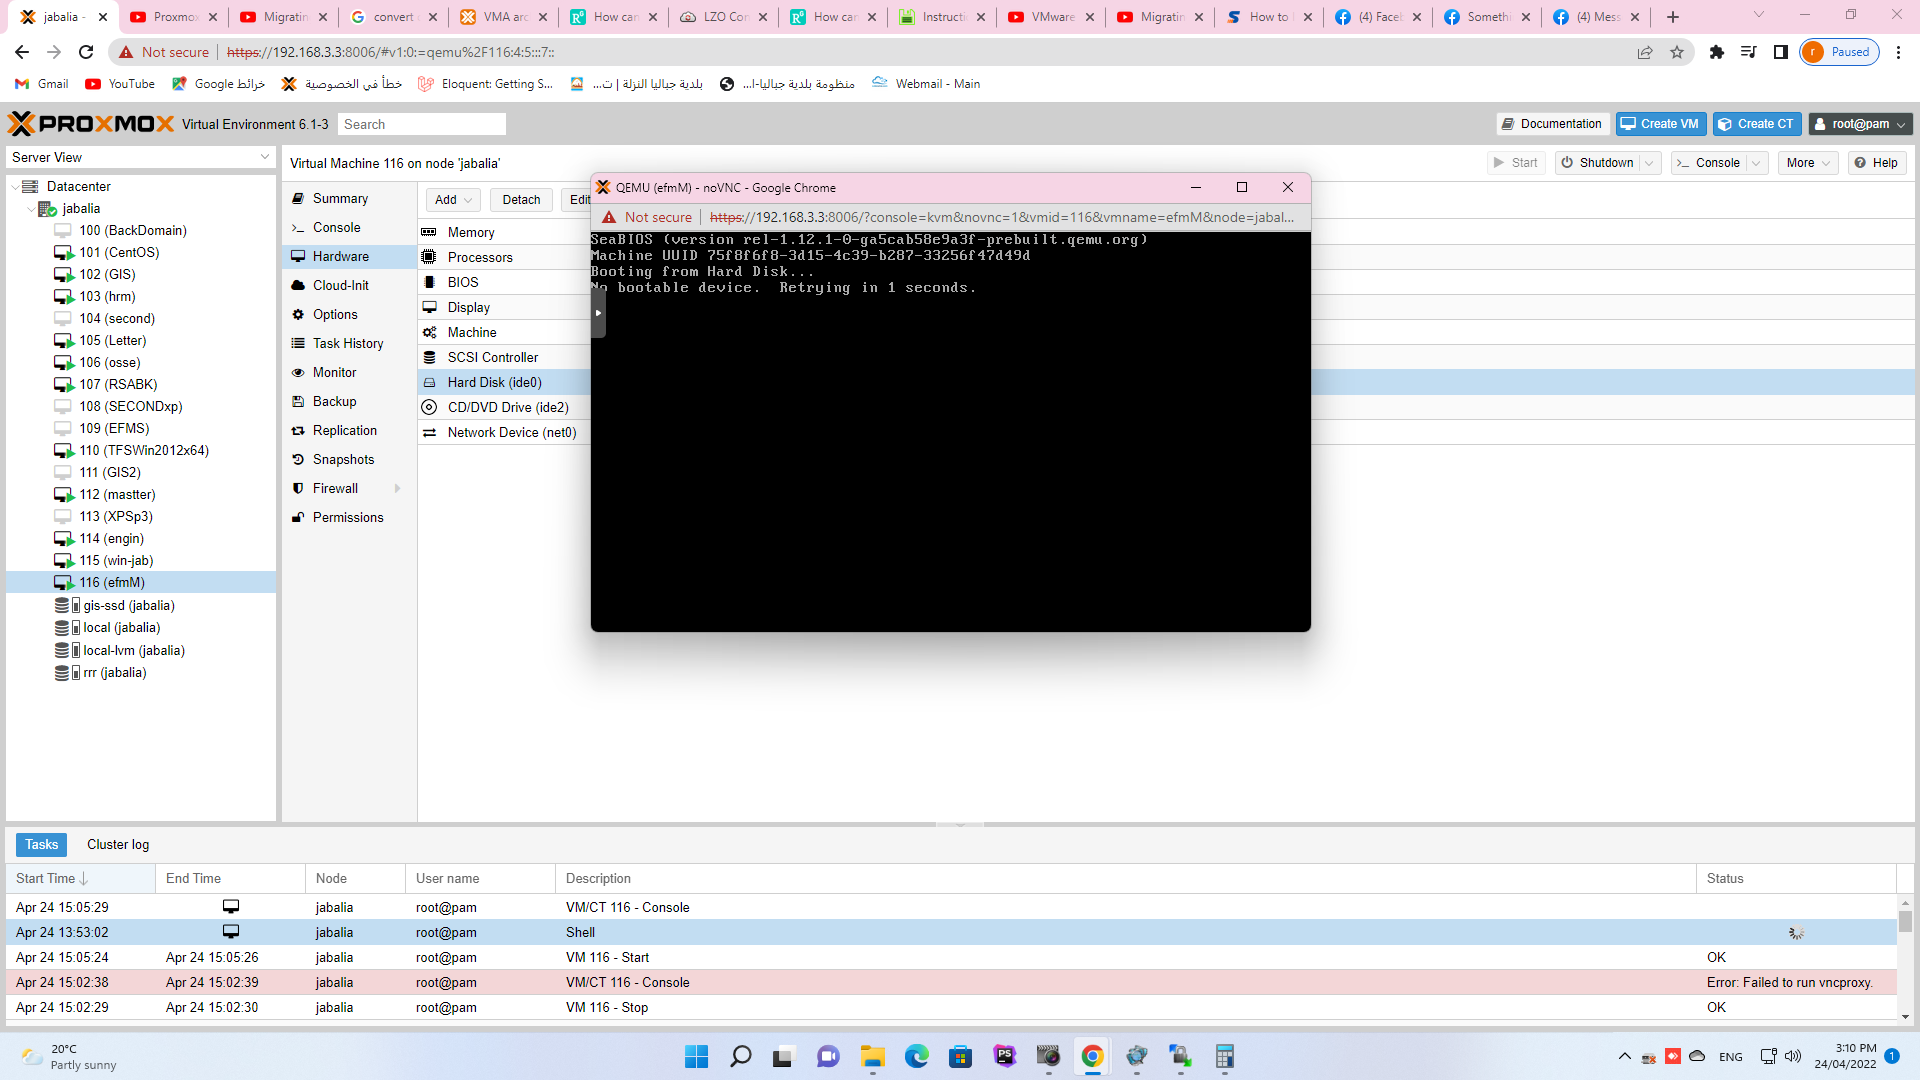 jabalia -
Proxmox
Migratin
convert
VMA arc
How can
LZO Con
How can
Instructi
VMware
Migratin
How to
(4) Faceb
Somethi
(4) Mess
Not secure
https://192.168.3.3:8006/#v1:0:=qemu%2F116:4:5:::7::
r
Paused
Gmail
YouTube
خرائط Google
خطأ في الخصوصية
Eloquent: Getting S...
بلدية جباليا النزلة | ت...
منظومة بلدية جباليا-ا...
Webmail - Main
PROXMOX
Virtual Environment 6.1-3
Search
Documentation
Create VM
Create CT
root@pam
Server View
Virtual Machine 116 on node 'jabalia'
Start
Shutdown
Console
More
Help
Datacenter
jabalia
100 (BackDomain)
101 (CentOS)
102 (GIS)
103 (hrm)
104 (second)
105 (Letter)
106 (osse)
107 (RSABK)
108 (SECONDxp)
109 (EFMS)
110 (TFSWin2012x64)
111 (GIS2)
112 (mastter)
113 (XPSp3)
114 (engin)
115 (win-jab)
116 (efmM)
gis-ssd (jabalia)
local (jabalia)
local-lvm (jabalia)
rrr (jabalia)
Summary
Console
Hardware
Cloud-Init
Options
Task History
Monitor
Backup
Replication
Snapshots
Firewall
Permissions
Add
Detach
Edit
Memory
Processors
BIOS
Display
Machine
SCSI Controller
Hard Disk (ide0)
CD/DVD Drive (ide2)
Network Device (net0)
QEMU (efmM) - noVNC - Google Chrome
Not secure
https://192.168.3.3:8006/?console=kvm&novnc=1&vmid=116&vmname=efmM&node=jabal...
SeaBIOS (version rel-1.12.1-0-ga5cab58e9a3f-prebuilt.qemu.org)
Machine UUID 75f8f6f8-3d15-4c39-b287-33256f47d49d
Booting from Hard Disk...
No bootable device.  Retrying in 1 seconds.
Tasks
Cluster log
Start Time
End Time
Node
User name
Description
Status
Apr 24 15:05:29 jabalia root@pam VM/CT 116 - Console
Apr 24 13:53:02 jabalia root@pam Shell
Apr 24 15:05:24 Apr 24 15:05:26 jabalia root@pam VM 116 - Start OK
Apr 24 15:02:38 Apr 24 15:02:39 jabalia root@pam VM/CT 116 - Console Error: Failed to run vncproxy.
Apr 24 15:02:29 Apr 24 15:02:30 jabalia root@pam VM 116 - Stop OK
20°C
Partly sunny
PS
ENG
3:10 PM
24/04/2022
1